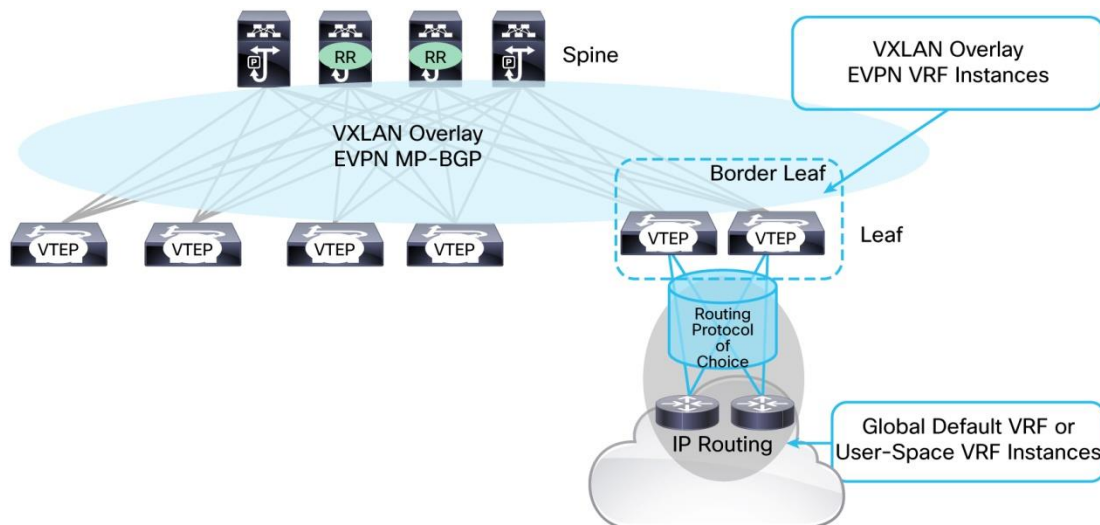 RR
RR
P
P
Spine
VXLAN Overlay
EVPN VRF Instances
VXLAN Overlay
EVPN MP-BGP
Border Leaf
VTEP
VTEP
VTEP
VTEP
VTEP
VTEP
Leaf
Routing
Protocol
of
Choice
IP Routing
Global Default VRF or
User-Space VRF Instances